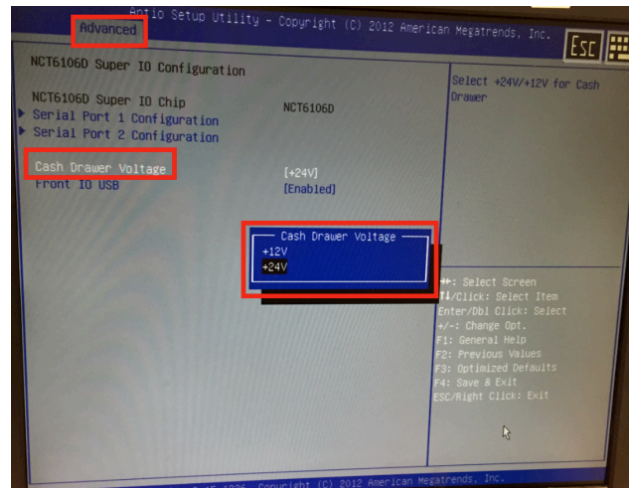 Aptio Setup Utility - Copyright (C) 2012 American Megatrends, Inc.
Advanced
Esc
NCT6106D Super IO Configuration
NCT6106D Super IO Chip NCT6106D
Serial Port 1 Configuration
Serial Port 2 Configuration
Cash Drawer Voltage [+24V]
Front IO USB [Enabled]
Select +24V/+12V for Cash
Drawer
Cash Drawer Voltage
+12V
+24V
: Select Screen
/Click: Select Item
Enter/Dbl Click: Select
+/-: Change Opt.
F1: General Help
F2: Previous Values
F3: Optimized Defaults
F4: Save & Exit
ESC/Right Click: Exit
Copyright (C) 2012 American Megatrends, Inc.